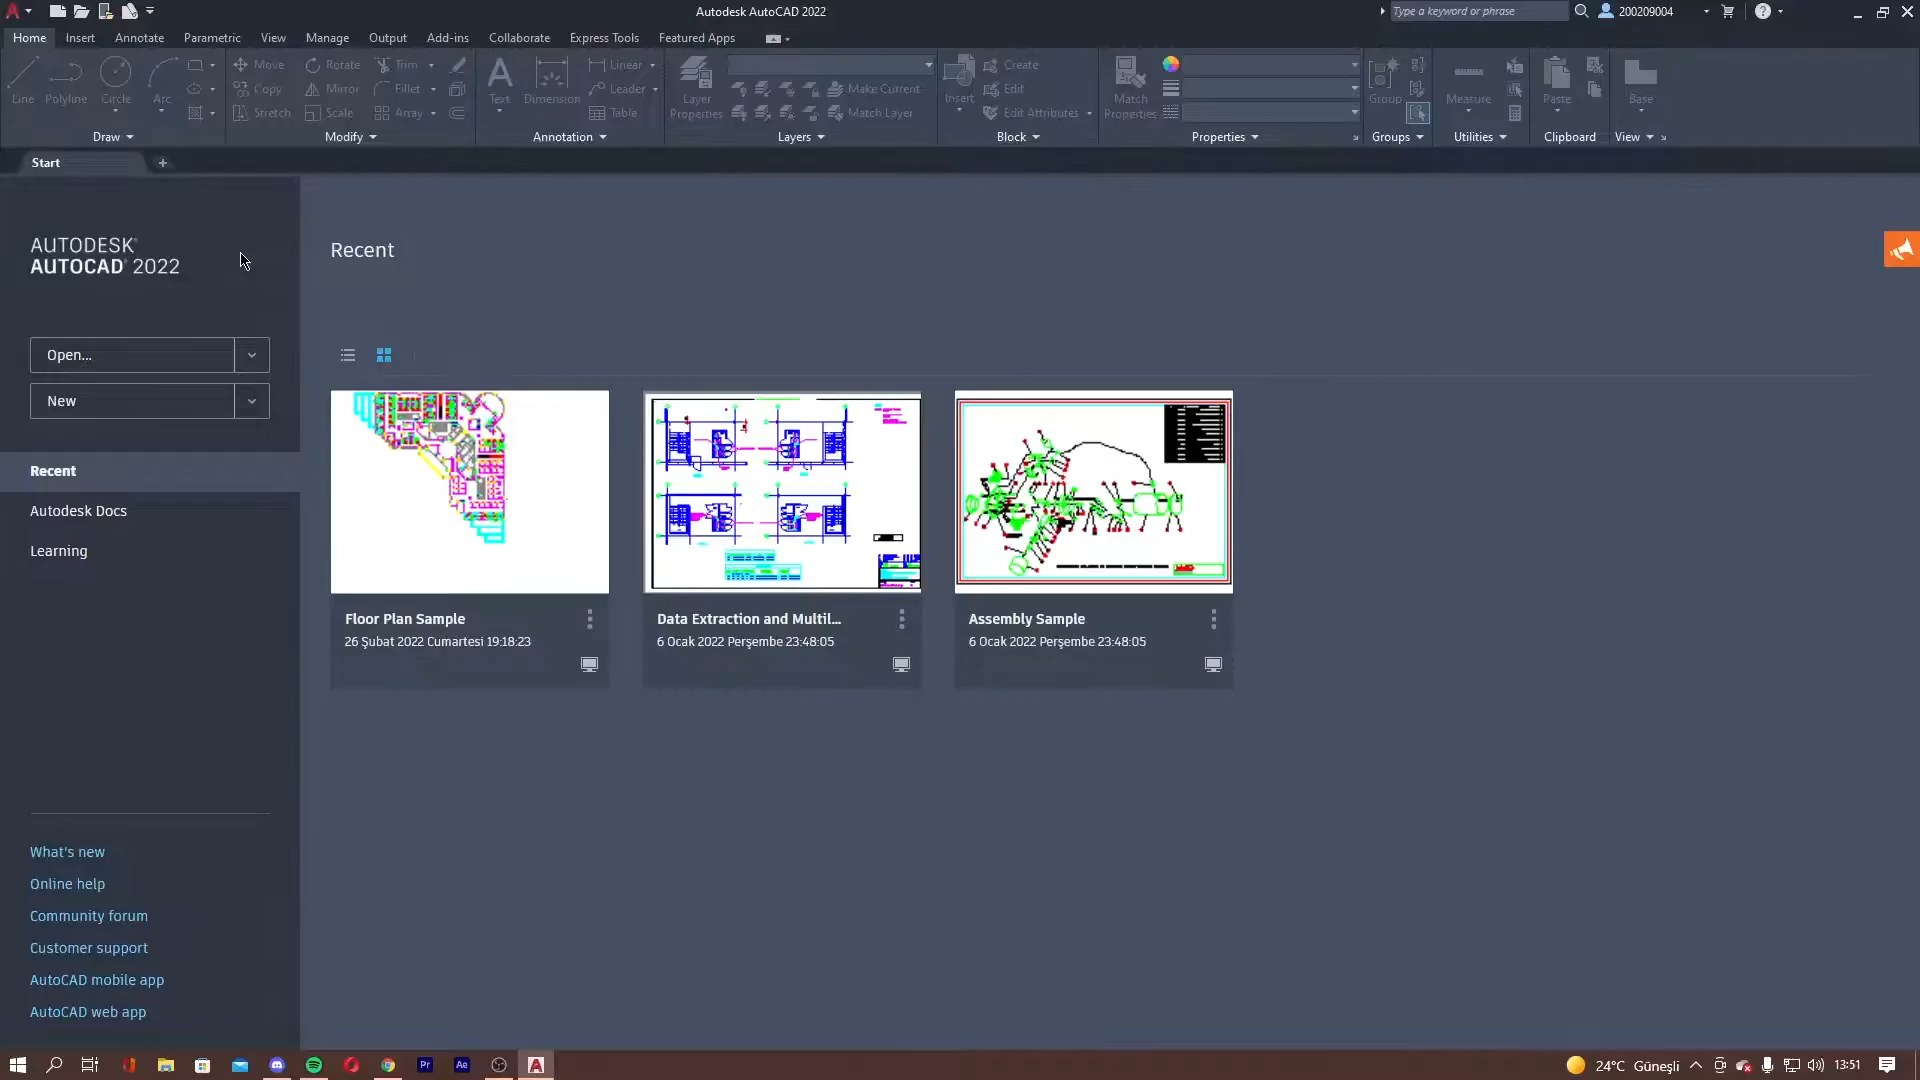 Autodesk AutoCAD 2022
Type a keyword or phrase
200209004
Home Insert Annotate Parametric View Manage Output Add-ins Collaborate Express Tools Featured Apps
Line Polyline Circle Arc
Draw
Move Rotate Trim
Copy Mirror Fillet
Stretch Scale Array
Modify
Text Dimension
Linear
Leader
Table
Annotation
Layer
Properties
Make Current
Match Layer
Layers
Insert
Create
Edit
Edit Attributes
Block
Match
Properties
Properties
Group
Groups
Measure
Utilities
Paste
Clipboard
Base
View
Start
AUTODESK
AUTOCAD 2022
Open...
New
Recent
Autodesk Docs
Learning
What's new
Online help
Community forum
Customer support
AutoCAD mobile app
AutoCAD web app
Recent
Floor Plan Sample
26 Şubat 2022 Cumartesi 19:18:23
Data Extraction and Multil...
6 Ocak 2022 Perşembe 23:48:05
Assembly Sample
6 Ocak 2022 Perşembe 23:48:05
Pr
Ae
24°C Güneşli
13:51